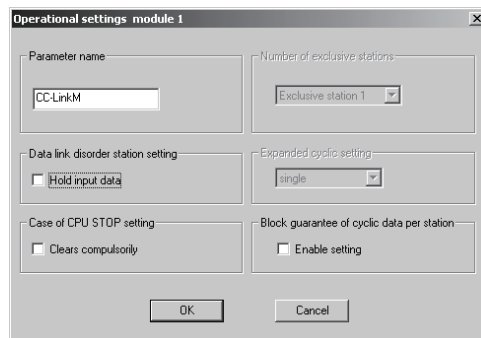 Operational settings module 1
Parameter name
CC-LinkM
Number of exclusive stations
Exclusive station 1
Data link disorder station setting
Hold input data
Expanded cyclic setting
single
Case of CPU STOP setting
Clears compulsorily
Block guarantee of cyclic data per station
Enable setting
OK
Cancel